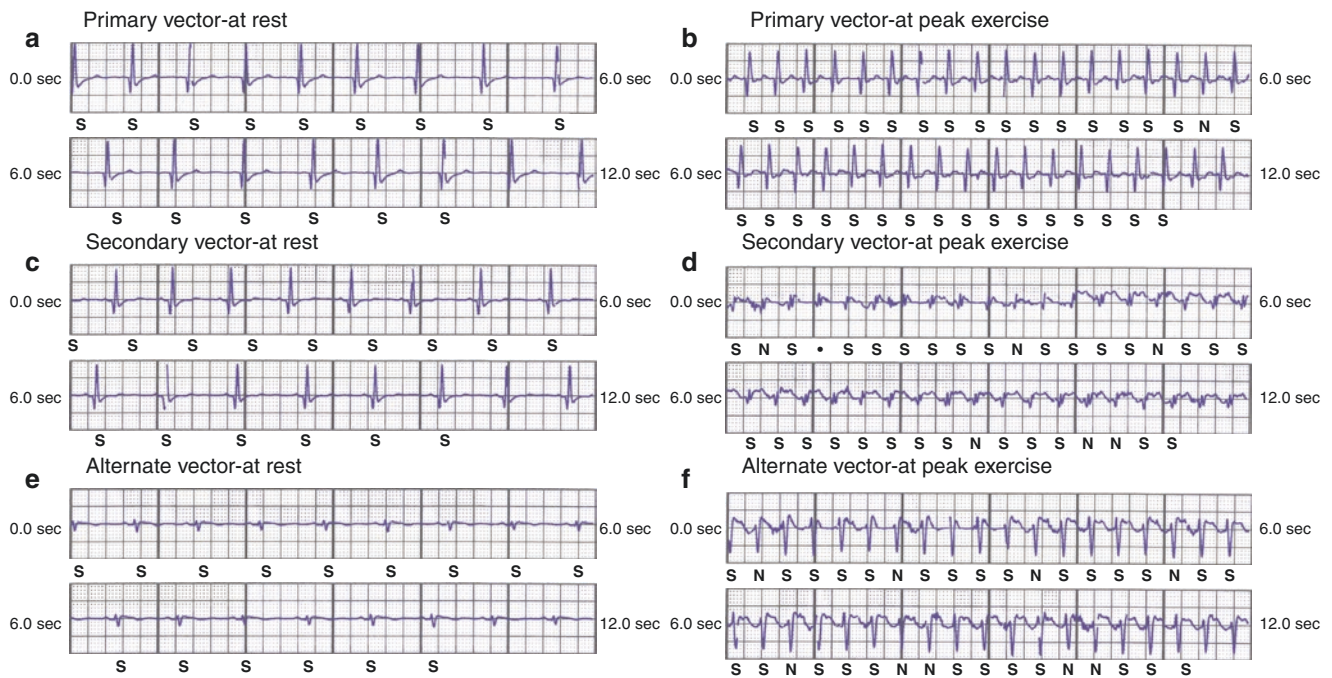 Primary vector-at rest
a
0.0 sec
6.0 sec
S S S S S S S S S
6.0 sec
12.0 sec
S S S S S S
Primary vector-at peak exercise
b
0.0 sec
6.0 sec
S S S S S S S S S S S S S S S S N S
6.0 sec
12.0 sec
S S S S S S S S S S S S S S S S
Secondary vector-at rest
c
0.0 sec
6.0 sec
S S S S S S S S S
6.0 sec
12.0 sec
S S S S S S
Secondary vector-at peak exercise
d
0.0 sec
6.0 sec
S N S • S S S S S S N S S S S N S S S
6.0 sec
12.0 sec
S S S S S S S S N S S S N N S S
Alternate vector-at rest
e
0.0 sec
6.0 sec
S S S S S S S S S
6.0 sec
12.0 sec
S S S S S S
Alternate vector-at peak exercise
f
0.0 sec
6.0 sec
S N S S S S N S S S S N S S S S N S S
6.0 sec
12.0 sec
S S N S S S N N S S S S N N S S S